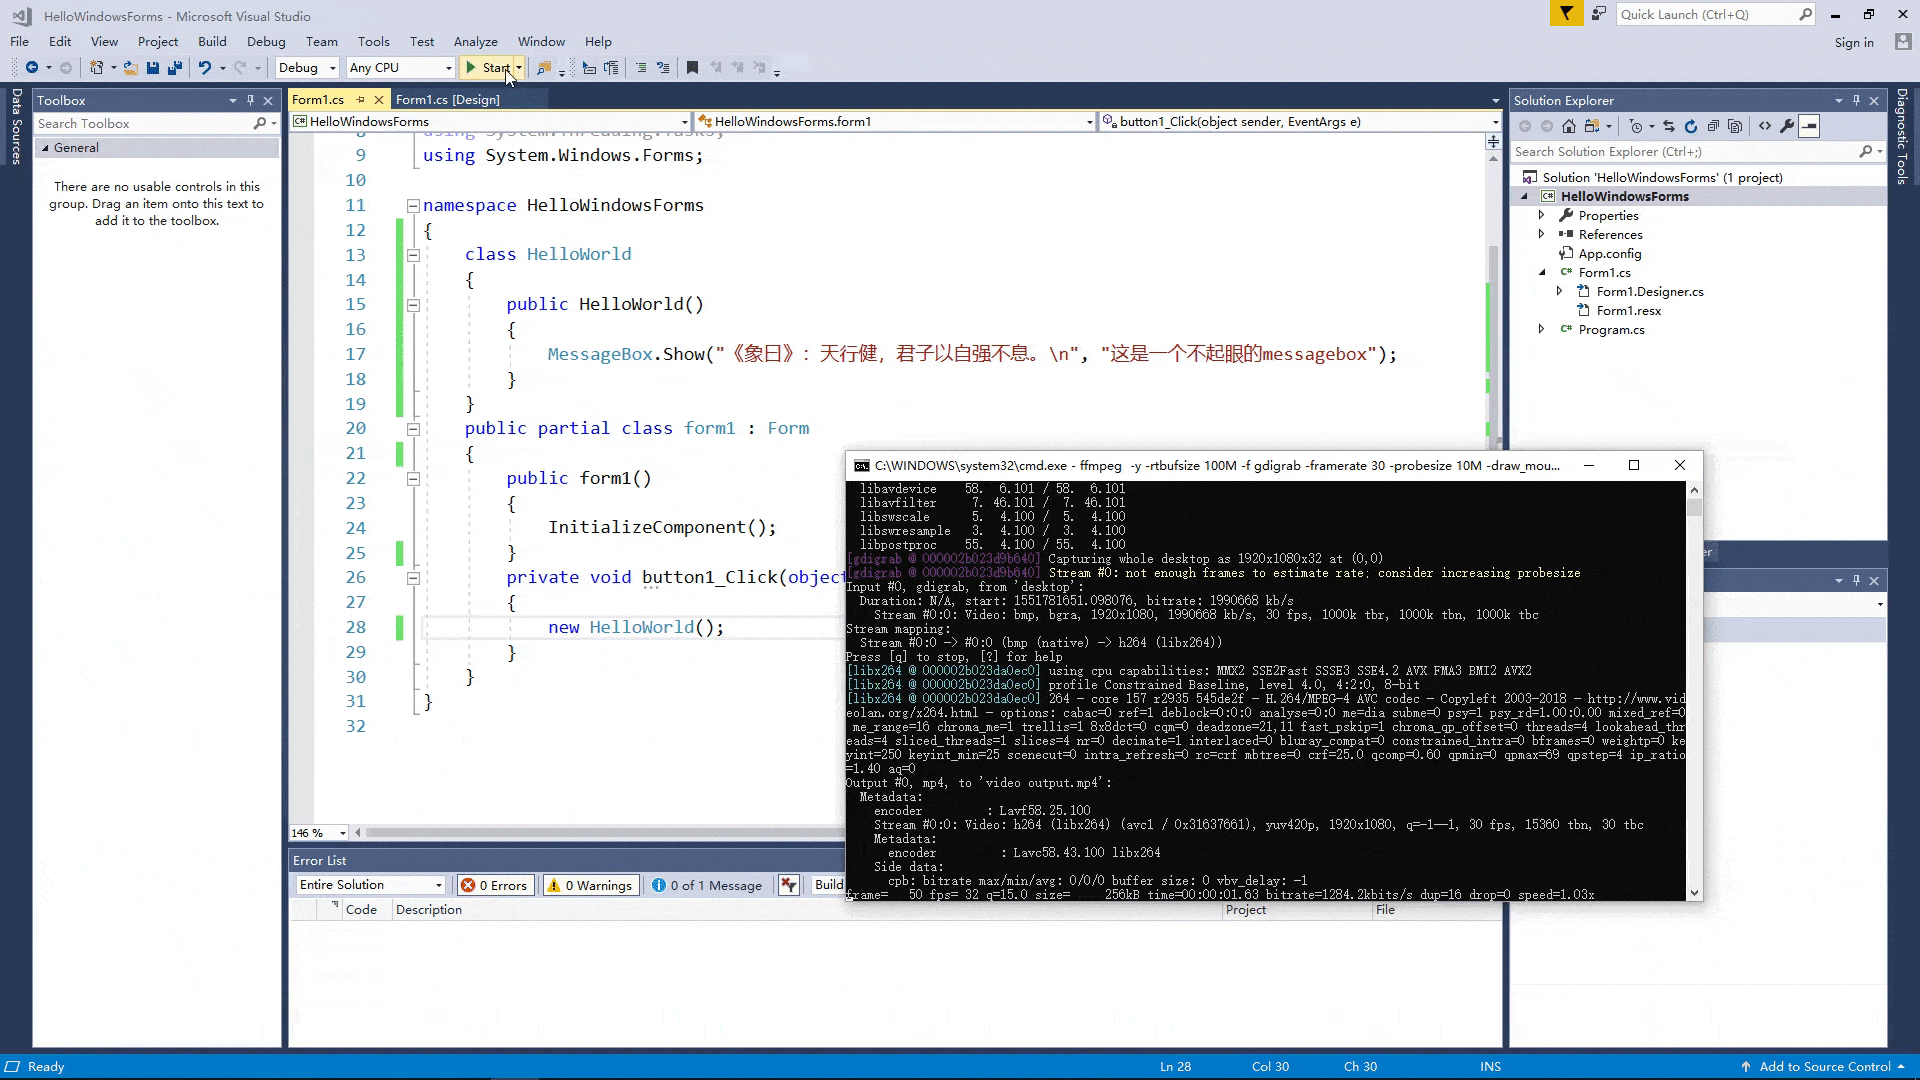 HelloWindowsForms - Microsoft Visual Studio
Quick Launch (Ctrl+Q)
File Edit View Project Build Debug Team Tools Test Analyze Window Help
Sign in
Debug Any CPU Start
Data Sources
Toolbox
Search Toolbox
General
There are no usable controls in this
group. Drag an item onto this text to
add it to the toolbox.
Form1.cs Form1.cs [Design]
HelloWindowsForms HelloWindowsForms.form1 button1_Click(object sender, EventArgs e)
8 using System.Threading.Tasks;
9 using System.Windows.Forms;
10
11 namespace HelloWindowsForms
12 {
13 class HelloWorld
14 {
15 public HelloWorld()
16 {
17 MessageBox.Show("《象曰》：天行健，君子以自强不息。\n", "这是一个不起眼的messagebox");
18 }
19 }
20 public partial class form1 : Form
21 {
22 public form1()
23 {
24 InitializeComponent();
25 }
26 private void button1_Click(object
27 {
28 new HelloWorld();
29 }
30 }
31 }
32
146 %
Error List
Entire Solution 0 Errors 0 Warnings 0 of 1 Message Build
Code Description Project File
Solution Explorer
Search Solution Explorer (Ctrl+;)
Solution 'HelloWindowsForms' (1 project)
HelloWindowsForms
Properties
References
App.config
Form1.cs
Form1.Designer.cs
Form1.resx
Program.cs
Diagnostic Tools
C:\WINDOWS\system32\cmd.exe - ffmpeg -y -rtbufsize 100M -f gdigrab -framerate 30 -probesize 10M -draw_mou...
libavdevice 58. 6.101 / 58. 6.101
libavfilter 7. 46.101 / 7. 46.101
libswscale 5. 4.100 / 5. 4.100
libswresample 3. 4.100 / 3. 4.100
libpostproc 55. 4.100 / 55. 4.100
[gdigrab @ 000002b023d9b640] Capturing whole desktop as 1920x1080x32 at (0,0)
[gdigrab @ 000002b023d9b640] Stream #0: not enough frames to estimate rate; consider increasing probesize
Input #0, gdigrab, from 'desktop':
Duration: N/A, start: 1551781651.098076, bitrate: 1990668 kb/s
Stream #0:0: Video: bmp, bgra, 1920x1080, 1990668 kb/s, 30 fps, 1000k tbr, 1000k tbn, 1000k tbc
Stream mapping:
Stream #0:0 -> #0:0 (bmp (native) -> h264 (libx264))
Press [q] to stop, [?] for help
[libx264 @ 000002b023da0ec0] using cpu capabilities: MMX2 SSE2Fast SSSE3 SSE4.2 AVX FMA3 BMI2 AVX2
[libx264 @ 000002b023da0ec0] profile Constrained Baseline, level 4.0, 4:2:0, 8-bit
[libx264 @ 000002b023da0ec0] 264 - core 157 r2935 545de2f - H.264/MPEG-4 AVC codec - Copyleft 2003-2018 - http://www.vid
eolan.org/x264.html - options: cabac=0 ref=1 deblock=0:0:0 analyse=0:0 me=dia subme=0 psy=1 psy_rd=1.00:0.00 mixed_ref=0
me_range=16 chroma_me=1 trellis=1 8x8dct=0 cqm=0 deadzone=21,11 fast_pskip=1 chroma_qp_offset=0 threads=4 lookahead_thr
eads=4 sliced_threads=1 slices=4 nr=0 decimate=1 interlaced=0 bluray_compat=0 constrained_intra=0 bframes=0 weightp=0 ke
yint=250 keyint_min=25 scenecut=0 intra_refresh=0 rc=crf mbtree=0 crf=25.0 qcomp=0.60 qpmin=0 qpmax=69 qpstep=4 ip_ratio
=1.40 aq=0
Output #0, mp4, to 'video output.mp4':
Metadata:
encoder : Lavf58.25.100
Stream #0:0: Video: h264 (libx264) (avc1 / 0x31637661), yuv420p, 1920x1080, q=-1--1, 30 fps, 15360 tbn, 30 tbc
Metadata:
encoder : Lavc58.43.100 libx264
Side data:
cpb: bitrate max/min/avg: 0/0/0 buffer size: 0 vbv_delay: -1
frame= 50 fps= 32 q=15.0 size= 256kB time=00:00:01.63 bitrate=1284.2kbits/s dup=16 drop=0 speed=1.03x
Ready Ln 28 Col 30 Ch 30 INS Add to Source Control